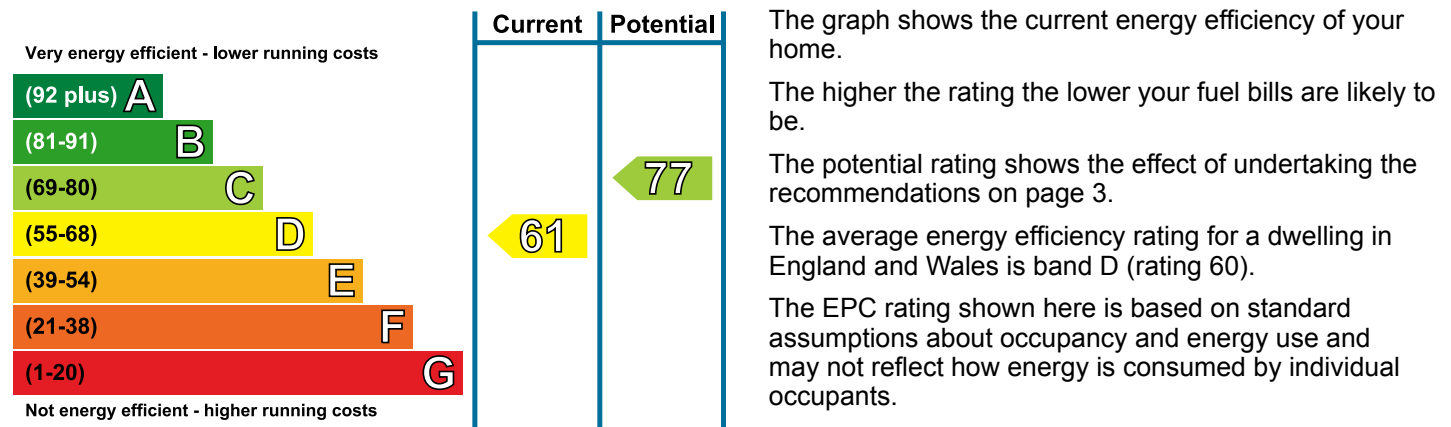 Current Potential
Very energy efficient - lower running costs
(92 plus) A
(81-91) B
(69-80) C
77
(55-68) D
61
(39-54) E
(21-38) F
(1-20) G
Not energy efficient - higher running costs
The graph shows the current energy efficiency of your
home.
The higher the rating the lower your fuel bills are likely to
be.
The potential rating shows the effect of undertaking the
recommendations on page 3.
The average energy efficiency rating for a dwelling in
England and Wales is band D (rating 60).
The EPC rating shown here is based on standard
assumptions about occupancy and energy use and
may not reflect how energy is consumed by individual
occupants.